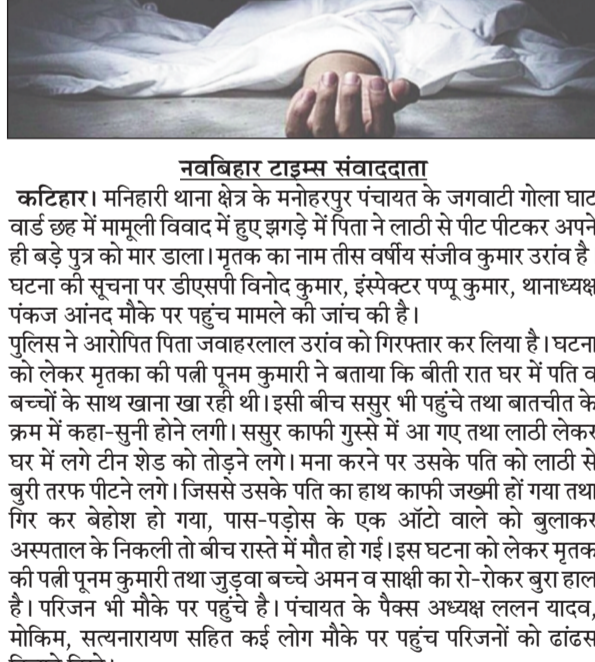 नवबिहार टाइम्स संवाददाता
कटिहार। मनिहारी थाना क्षेत्र के मनोहरपुर पंचायत के जगवाटी गोला घाट
वार्ड छह में मामूली विवाद में हुए झगड़े में पिता ने लाठी से पीट पीटकर अपने
ही बड़े पुत्र को मार डाला। मृतक का नाम तीस वर्षीय संजीव कुमार उरांव है
घटना की सूचना पर डीएसपी विनोद कुमार, इंस्पेक्टर पप्पू कुमार, थानाध्यक्ष
पंकज आंनद मौके पर पहुंच मामले की जांच की है।
पुलिस ने आरोपित पिता जवाहरलाल उरांव को गिरफ्तार कर लिया है। घटना
को लेकर मृतका की पत्नी पूनम कुमारी ने बताया कि बीती रात घर में पति व
बच्चों के साथ खाना खा रही थी। इसी बीच ससुर भी पहुंचे तथा बातचीत के
क्रम में कहा-सुनी होने लगी। ससुर काफी गुस्से में आ गए तथा लाठी लेकर
घर में लगे टीन शेड को तोड़ने लगे। मना करने पर उसके पति को लाठी से
बुरी तरफ पीटने लगे। जिससे उसके पति का हाथ काफी जख्मी हों गया तथा
गिर कर बेहोश हो गया, पास-पड़ोस के एक ऑटो वाले को बुलाकर
अस्पताल के निकली तो बीच रास्ते में मौत हो गई। इस घटना को लेकर मृतक
की पत्नी पूनम कुमारी तथा जुड़वा बच्चे अमन व साक्षी का रो-रोकर बुरा हाल
है। परिजन भी मौके पर पहुंचे है। पंचायत के पैक्स अध्यक्ष ललन यादव,
मोकिम, सत्यनारायण सहित कई लोग मौके पर पहुंच परिजनों को ढांढस